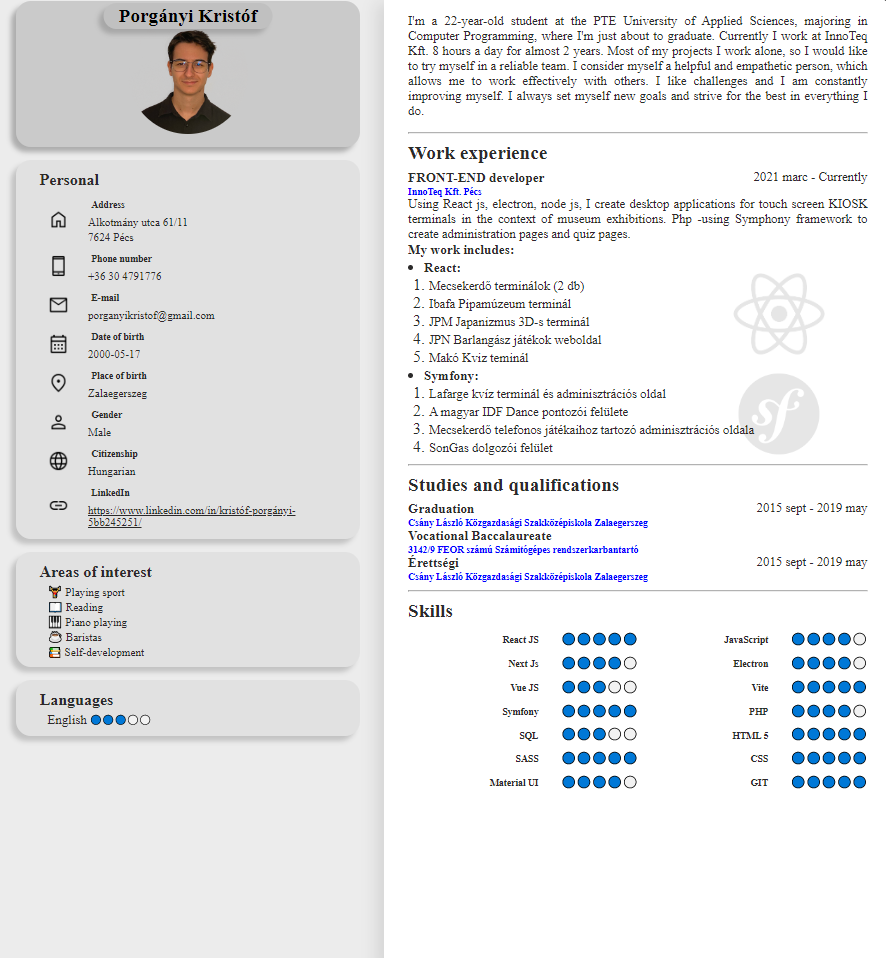 Porgányi Kristóf
Personal
Address
Alkotmány utca 61/11
7624 Pécs
Phone number
+36 30 4791776
E-mail
porganyikristof@gmail.com
Date of birth
2000-05-17
Place of birth
Zalaegerszeg
Gender
Male
Citizenship
Hungarian
LinkedIn
https://www.linkedin.com/in/kristóf-porgányi-
5bb245251/
Areas of interest
Playing sport
Reading
Piano playing
Baristas
Self-development
Languages
English
I'm a 22-year-old student at the PTE University of Applied Sciences, majoring in
Computer Programming, where I'm just about to graduate. Currently I work at InnoTeq
Kft. 8 hours a day for almost 2 years. Most of my projects I work alone, so I would like
to try myself in a reliable team. I consider myself a helpful and empathetic person, which
allows me to work effectively with others. I like challenges and I am constantly
improving myself. I always set myself new goals and strive for the best in everything I
do.
Work experience
FRONT-END developer 2021 marc - Currently
InnoTeq Kft. Pécs
Using React js, electron, node js, I create desktop applications for touch screen KIOSK
terminals in the context of museum exhibitions. Php -using Symphony framework to
create administration pages and quiz pages.
My work includes:
• React:
1. Mecsekerdő terminálok (2 db)
2. Ibafa Pipamúzeum terminál
3. JPM Japanizmus 3D-s terminál
4. JPN Barlangász játékok weboldal
5. Makó Kviz teminál
• Symfony:
1. Lafarge kvíz terminál és adminisztrációs oldal
2. A magyar IDF Dance pontozói felülete
3. Mecsekerdő telefonos játékaihoz tartozó adminisztrációs oldala
4. SonGas dolgozói felület
sf
Studies and qualifications
Graduation 2015 sept - 2019 may
Csány László Közgazdasági Szakközépiskola Zalaegerszeg
Vocational Baccalaureate
3142/9 FEOR számú Számítógépes rendszerkarbantartó
Érettségi 2015 sept - 2019 may
Csány László Közgazdasági Szakközépiskola Zalaegerszeg
Skills
React JS JavaScript
Next Js Electron
Vue JS Vite
Symfony PHP
SQL HTML 5
SASS CSS
Material UI GIT